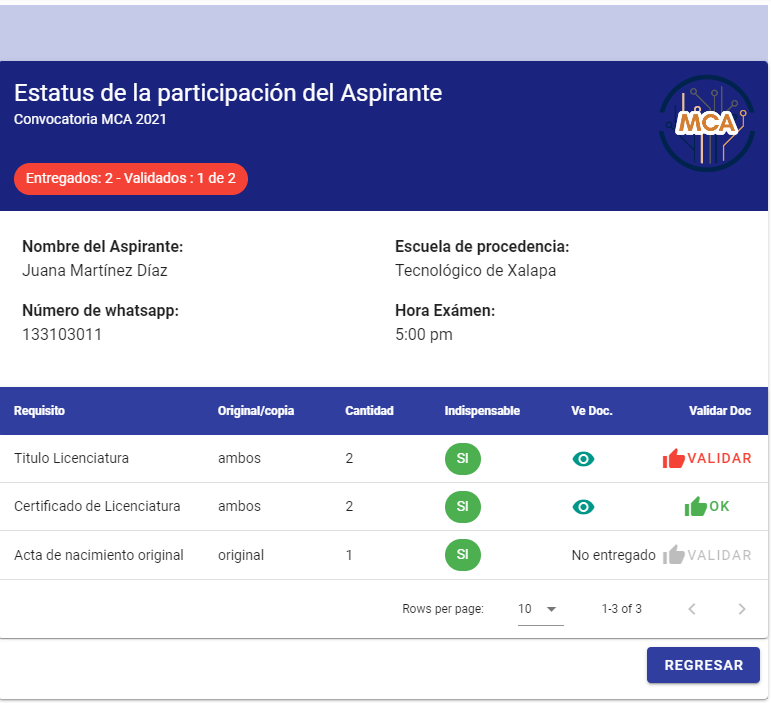 Estatus de la participación del Aspirante
Convocatoria MCA 2021
MCA
Entregados: 2 - Validados : 1 de 2
Nombre del Aspirante: Escuela de procedencia:
Juana Martínez Díaz Tecnológico de Xalapa
Número de whatsapp: Hora Exámen:
133103011 5:00 pm
Requisito Original/copia Cantidad Indispensable Ve Doc. Validar Doc
Titulo Licenciatura ambos 2 SI VALIDAR
Certificado de Licenciatura ambos 2 SI OK
Acta de nacimiento original original 1 SI No entregado VALIDAR
Rows per page: 10 1-3 of 3
REGRESAR